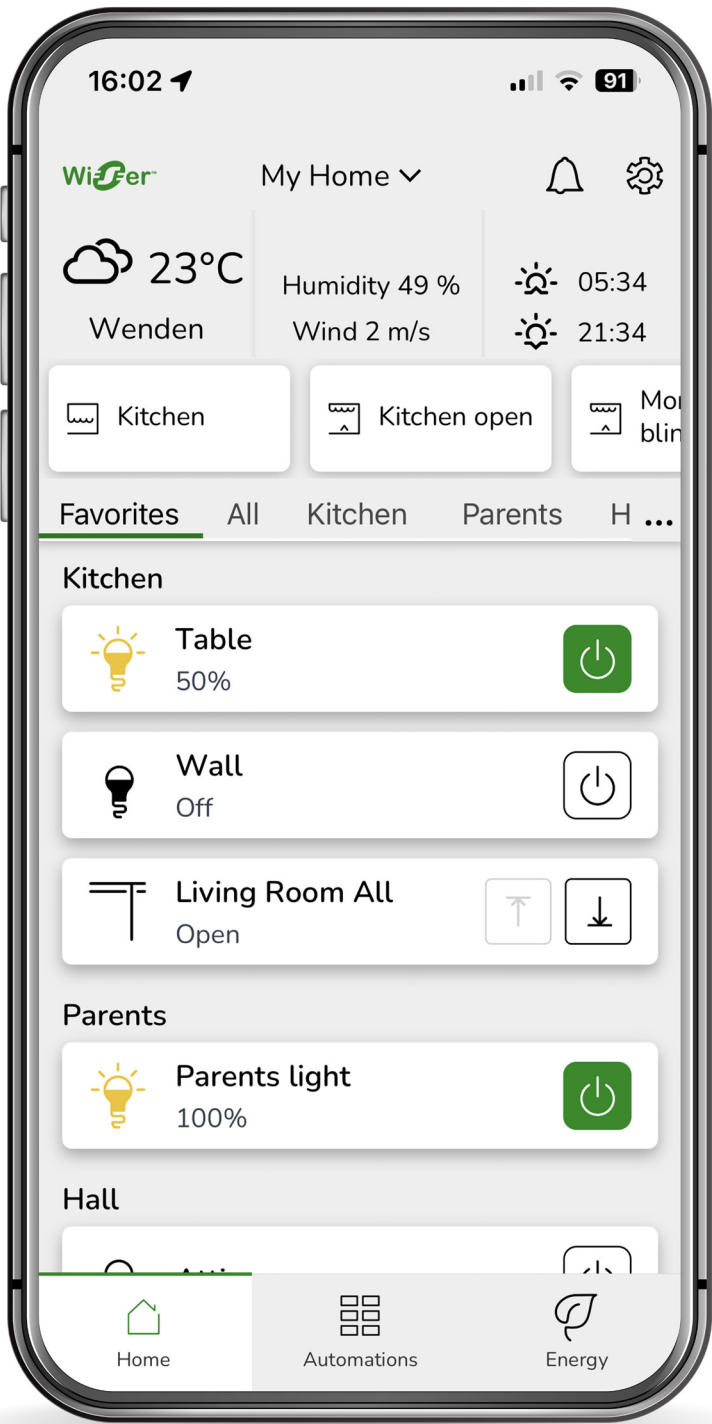 16:02
91
Wiser™
My Home
23°C
Wenden
Humidity 49 %
Wind 2 m/s
05:34
21:34
Kitchen
Kitchen open
Favorites
All
Kitchen
Parents
H ...
Kitchen
Table
50%
Wall
Off
Living Room All
Open
Parents
Parents light
100%
Hall
Home
Automations
Energy